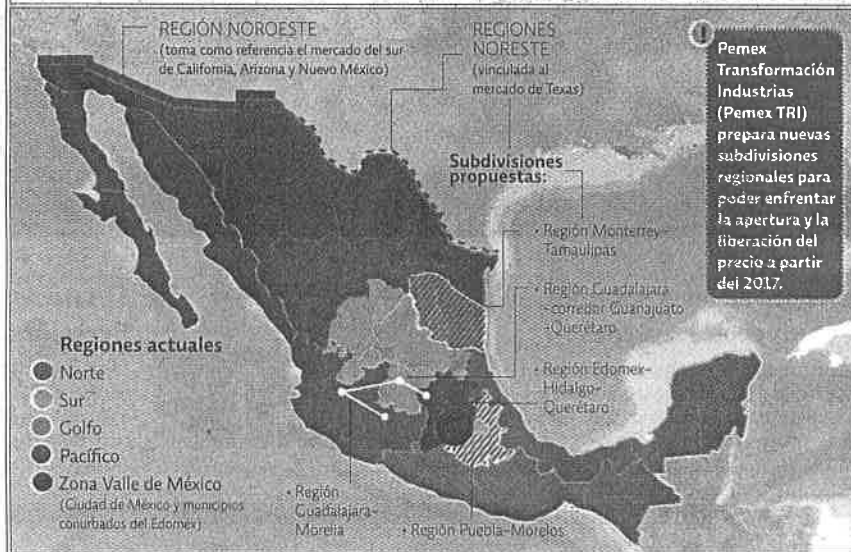 REGIÓN NOROESTE
(toma como referencia el mercado del sur
de California, Arizona y Nuevo México)
REGIONES
NORESTE
(vinculada al
mercado de Texas)
Subdivisiones
propuestas:
• Región Monterrey-
Tamaulipas
• Región Guadalajara-
corredor Guanajuato
-Querétaro
• Región Edomex-
Hidalgo-
Querétaro
!
Pemex
Transformación
Industrias
(Pemex TRI)
prepara nuevas
subdivisiones
regionales para
poder enfrentar
la apertura y la
liberación del
precio a partir
del 2017.
Regiones actuales
Norte
Sur
Golfo
Pacífico
Zona Valle de México
(Ciudad de México y municipios
conurbados del Edomex)
• Región
Guadalajara-
Morelia
• Región Puebla-Morelos